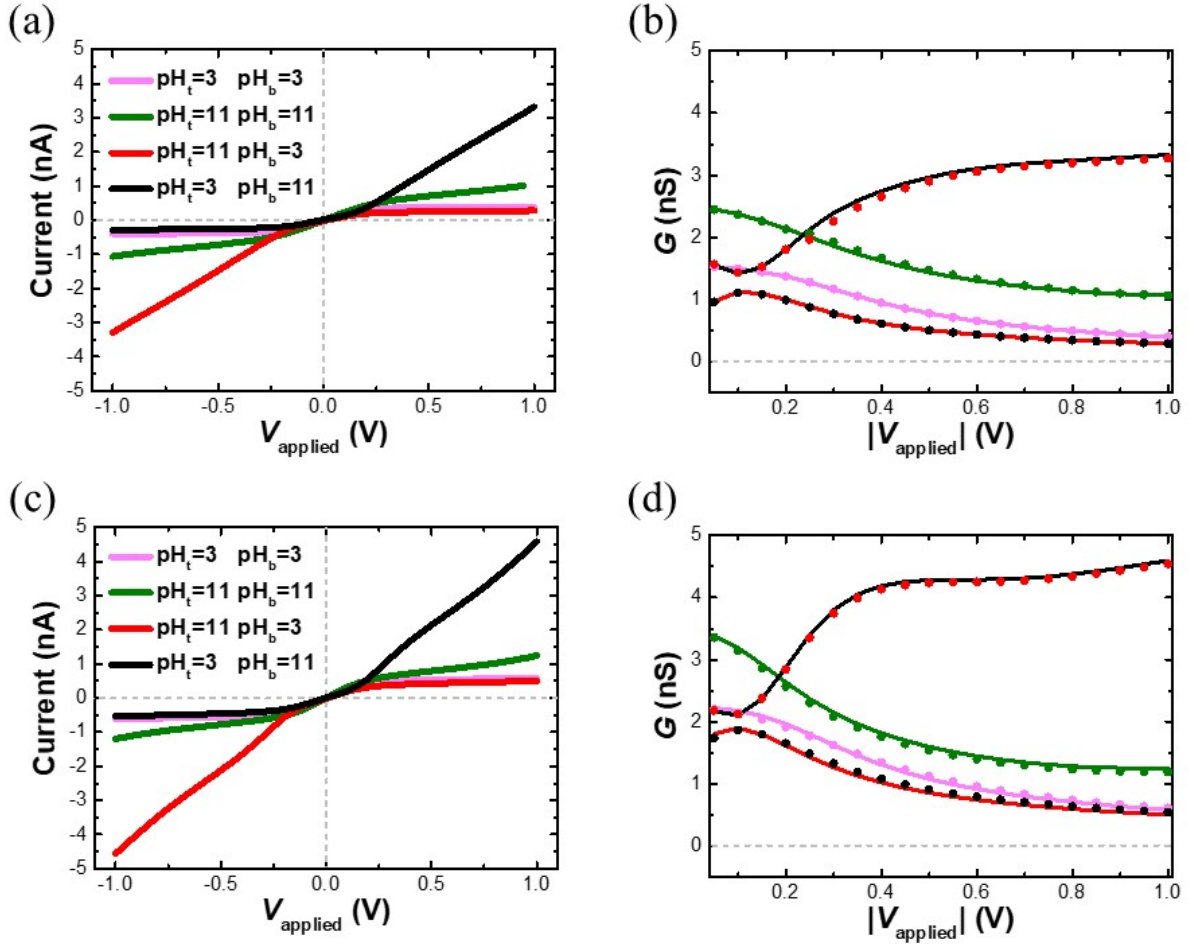 (a)
5
4
3
2
1
0
-1
-2
-3
-4
-5
Current (nA)
pHt=3 pHb=3
pHt=11 pHb=11
pHt=11 pHb=3
pHt=3 pHb=11
-1.0 -0.5 0.0 0.5 1.0
Vapplied (V)
(b)
5
4
3
2
1
0
G (nS)
0.2 0.4 0.6 0.8 1.0
|Vapplied| (V)
(c)
5
4
3
2
1
0
-1
-2
-3
-4
-5
Current (nA)
pHt=3 pHb=3
pHt=11 pHb=11
pHt=11 pHb=3
pHt=3 pHb=11
-1.0 -0.5 0.0 0.5 1.0
Vapplied (V)
(d)
5
4
3
2
1
0
G (nS)
0.2 0.4 0.6 0.8 1.0
|Vapplied| (V)